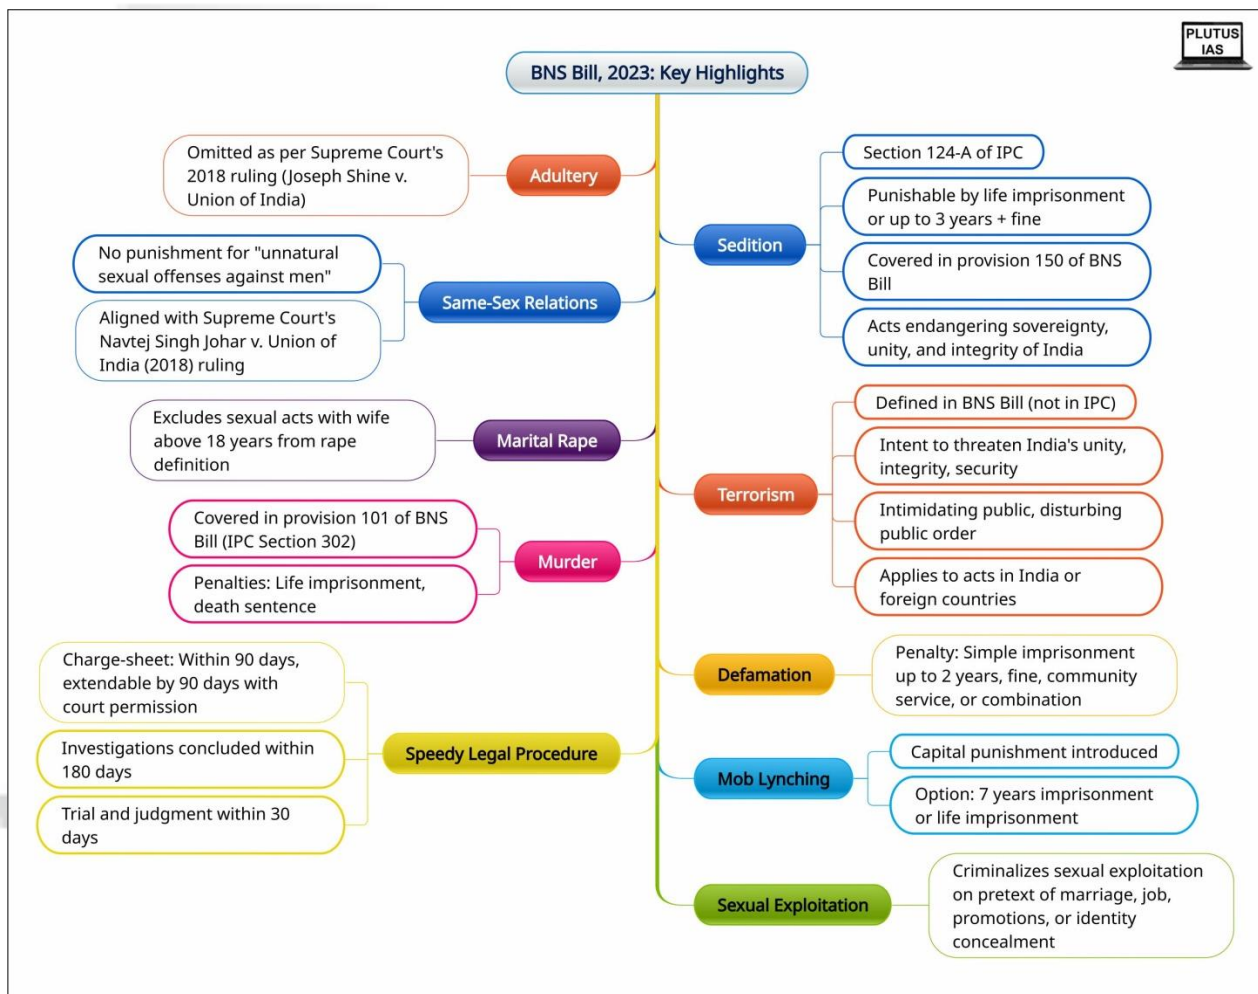 PLUTUS
IAS
BNS Bill, 2023: Key Highlights
Adultery
Omitted as per Supreme Court's
2018 ruling (Joseph Shine v.
Union of India)
Same-Sex Relations
No punishment for "unnatural
sexual offenses against men"
Aligned with Supreme Court's
Navtej Singh Johar v. Union of
India (2018) ruling
Marital Rape
Excludes sexual acts with wife
above 18 years from rape
definition
Murder
Covered in provision 101 of BNS
Bill (IPC Section 302)
Penalties: Life imprisonment,
death sentence
Speedy Legal Procedure
Charge-sheet: Within 90 days,
extendable by 90 days with
court permission
Investigations concluded within
180 days
Trial and judgment within 30
days
Sedition
Section 124-A of IPC
Punishable by life imprisonment
or up to 3 years + fine
Covered in provision 150 of BNS
Bill
Acts endangering sovereignty,
unity, and integrity of India
Terrorism
Defined in BNS Bill (not in IPC)
Intent to threaten India's unity,
integrity, security
Intimidating public, disturbing
public order
Applies to acts in India or
foreign countries
Defamation
Penalty: Simple imprisonment
up to 2 years, fine, community
service, or combination
Mob Lynching
Capital punishment introduced
Option: 7 years imprisonment
or life imprisonment
Sexual Exploitation
Criminalizes sexual exploitation
on pretext of marriage, job,
promotions, or identity
concealment